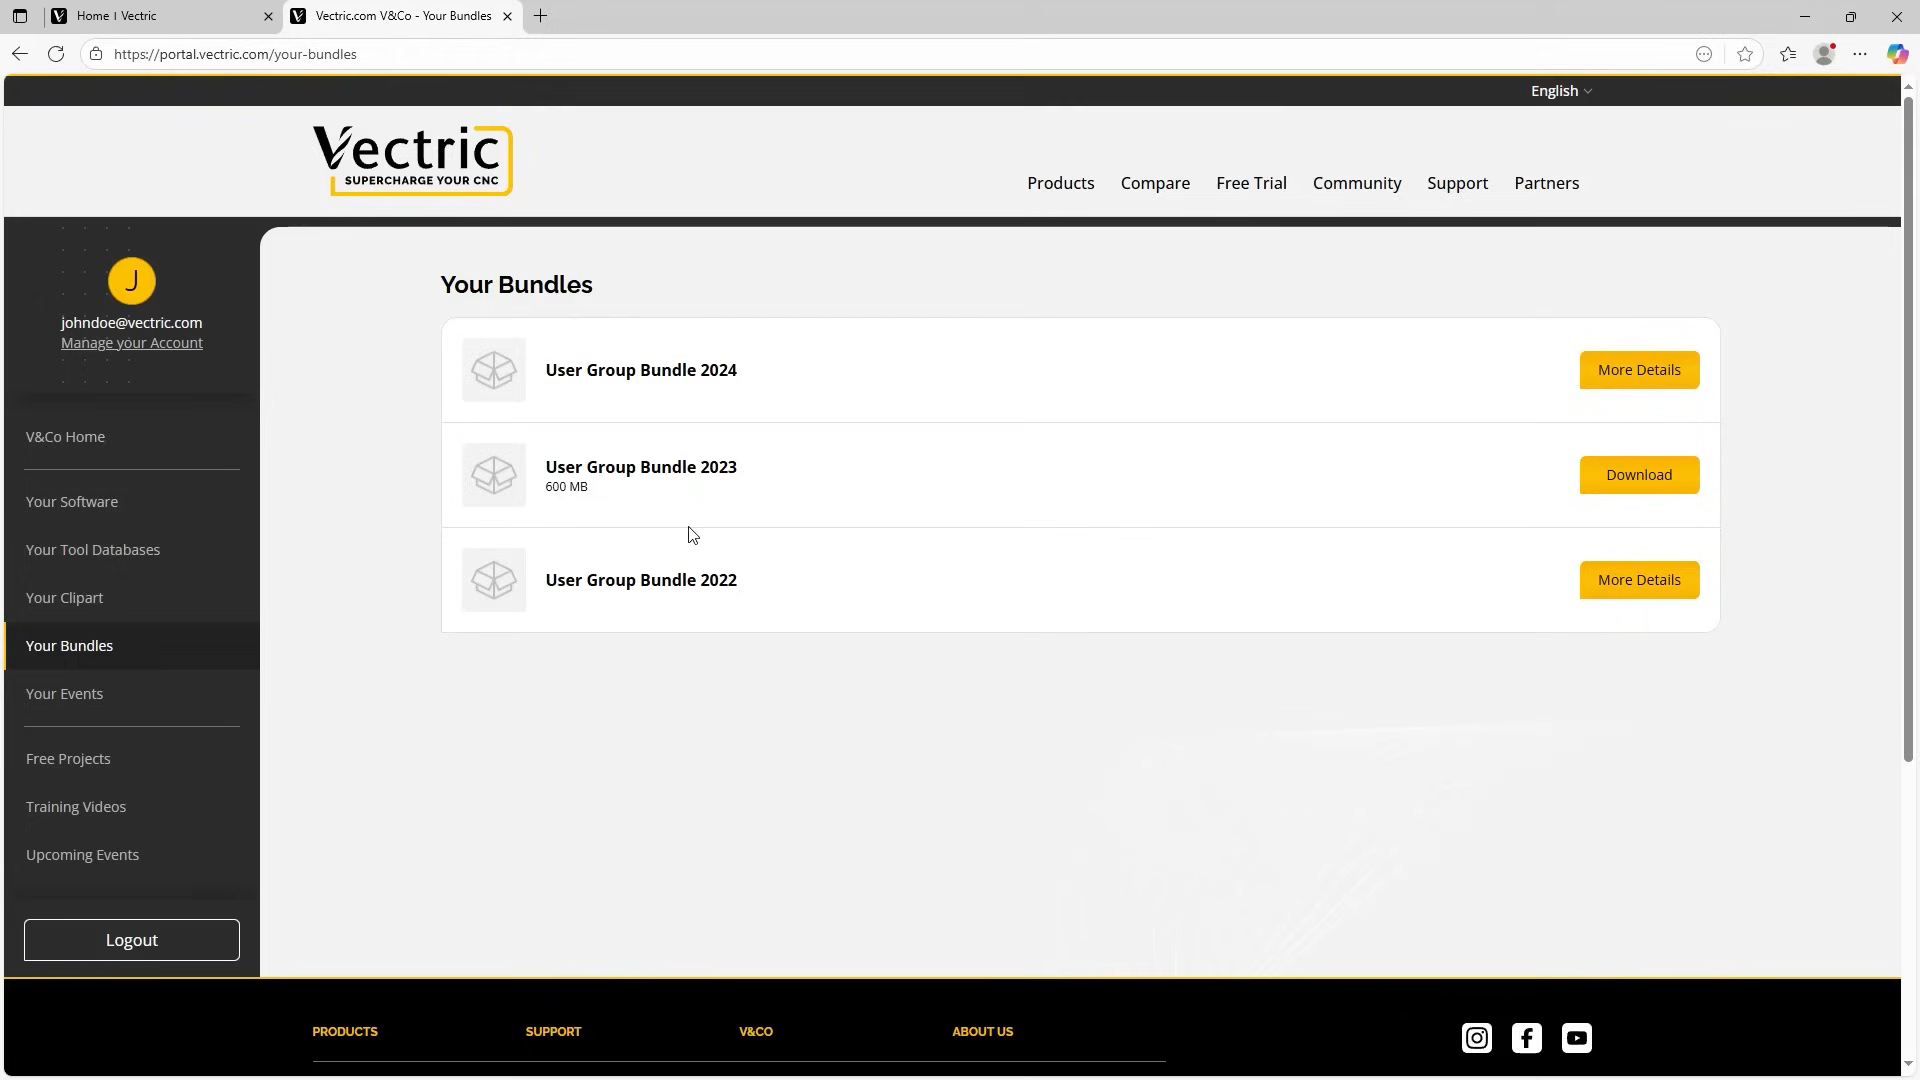 Home | Vectric
Vectric.com V&Co - Your Bundles
https://portal.vectric.com/your-bundles
English
Vectric
SUPERCHARGE YOUR CNC
Products
Compare
Free Trial
Community
Support
Partners
J
johndoe@vectric.com
Manage your Account
V&Co Home
Your Software
Your Tool Databases
Your Clipart
Your Bundles
Your Events
Free Projects
Training Videos
Upcoming Events
Logout
Your Bundles
User Group Bundle 2024
More Details
User Group Bundle 2023
600 MB
Download
User Group Bundle 2022
More Details
PRODUCTS
SUPPORT
V&CO
ABOUT US